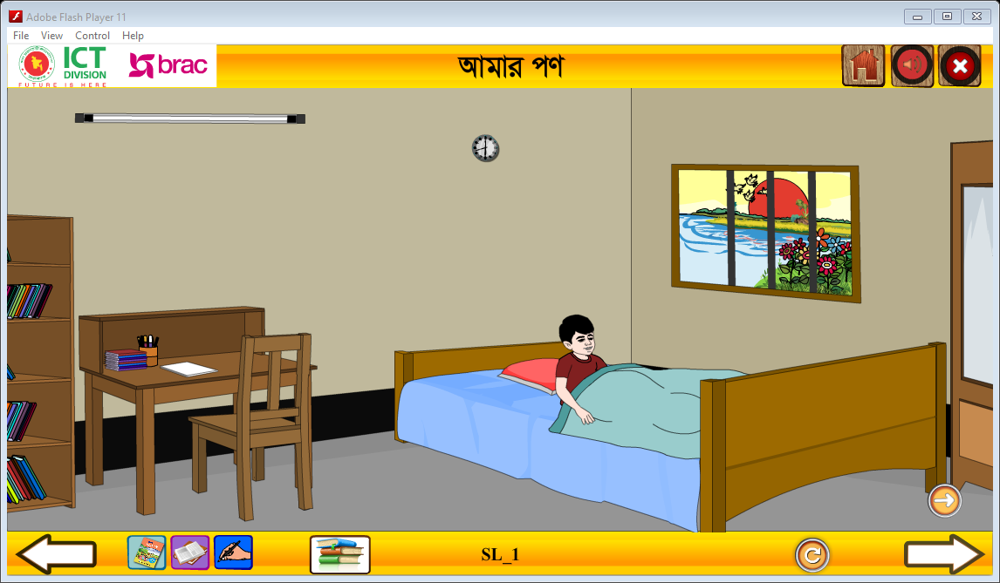 Adobe Flash Player 11
File View Control Help
ICT
DIVISION
FUTURE IS HERE
brac
আমার পণ
SL_1